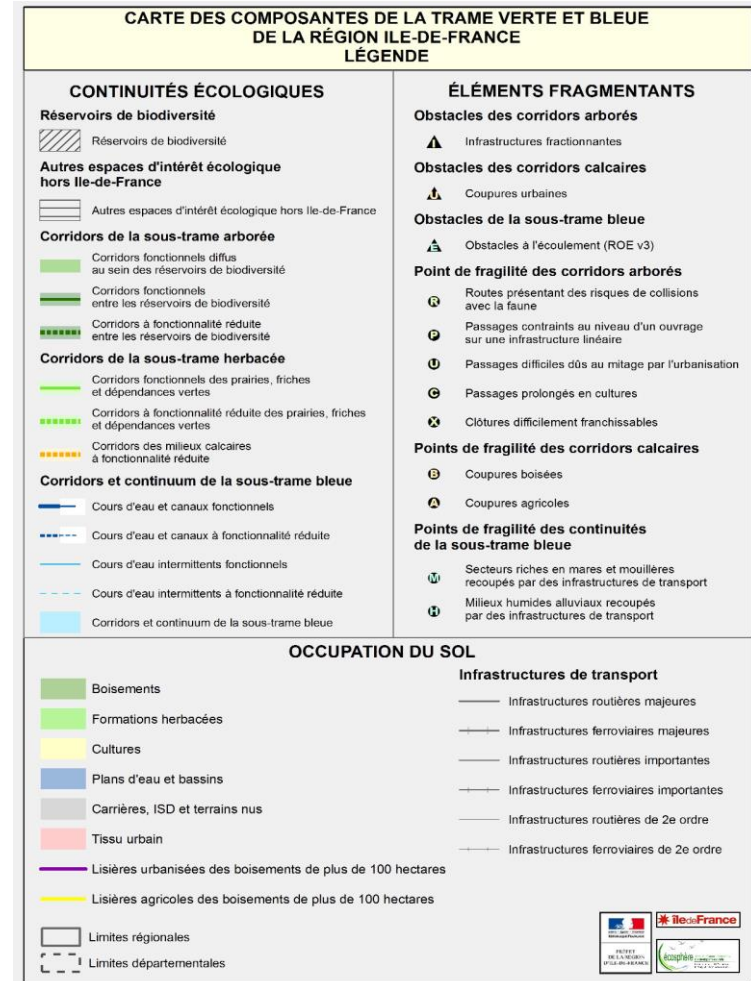 CARTE DES COMPOSANTES DE LA TRAME VERTE ET BLEUE
DE LA RÉGION ILE-DE-FRANCE
LÉGENDE
CONTINUITÉS ÉCOLOGIQUES
Réservoirs de biodiversité
Réservoirs de biodiversité
Autres espaces d'intérêt écologique
hors Ile-de-France
Autres espaces d'intérêt écologique hors Ile-de-France
Corridors de la sous-trame arborée
Corridors fonctionnels diffus
au sein des réservoirs de biodiversité
Corridors fonctionnels
entre les réservoirs de biodiversité
Corridors à fonctionnalité réduite
entre les réservoirs de biodiversité
Corridors de la sous-trame herbacée
Corridors fonctionnels des prairies, friches
et dépendances vertes
Corridors à fonctionnalité réduite des prairies, friches
et dépendances vertes
Corridors des milieux calcaires
à fonctionnalité réduite
Corridors et continuum de la sous-trame bleue
Cours d'eau et canaux fonctionnels
Cours d'eau et canaux à fonctionnalité réduite
Cours d'eau intermittents fonctionnels
Cours d'eau intermittents à fonctionnalité réduite
Corridors et continuum de la sous-trame bleue
ÉLÉMENTS FRAGMENTANTS
Obstacles des corridors arborés
Infrastructures fractionnantes
Obstacles des corridors calcaires
Coupures urbaines
Obstacles de la sous-trame bleue
E Obstacles à l'écoulement (ROE v3)
Point de fragilité des corridors arborés
R Routes présentant des risques de collisions
avec la faune
P Passages contraints au niveau d'un ouvrage
sur une infrastructure linéaire
U Passages difficiles dûs au mitage par l'urbanisation
C Passages prolongés en cultures
X Clôtures difficilement franchissables
Points de fragilité des corridors calcaires
B Coupures boisées
A Coupures agricoles
Points de fragilité des continuités
de la sous-trame bleue
M Secteurs riches en mares et mouillères
recoupés par des infrastructures de transport
H Milieux humides alluviaux recoupés
par des infrastructures de transport
OCCUPATION DU SOL
Boisements
Formations herbacées
Cultures
Plans d'eau et bassins
Carrières, ISD et terrains nus
Tissu urbain
Lisières urbanisées des boisements de plus de 100 hectares
Lisières agricoles des boisements de plus de 100 hectares
Limites régionales
Limites départementales
Infrastructures de transport
Infrastructures routières majeures
Infrastructures ferroviaires majeures
Infrastructures routières importantes
Infrastructures ferroviaires importantes
Infrastructures routières de 2e ordre
Infrastructures ferroviaires de 2e ordre
PRÉFET
DE LA RÉGION
D'ILE-DE-FRANCE
îledeFrance
écosphère